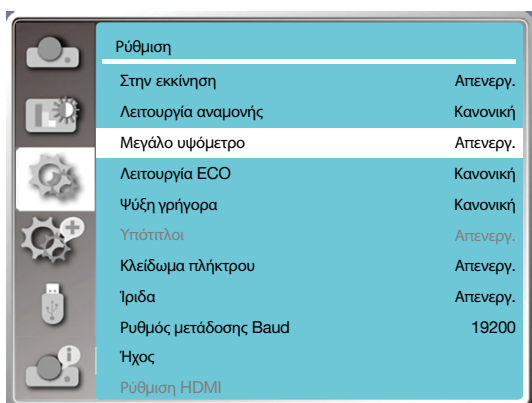 Ρύθμιση
Στην εκκίνηση Απενεργ.
Λειτουργία αναμονής Κανονική
Μεγάλο υψόμετρο Απενεργ.
Λειτουργία ECO Κανονική
Ψύξη γρήγορα Κανονική
Υπότιτλοι Απενεργ.
Κλείδωμα πλήκτρου Απενεργ.
Ίριδα Απενεργ.
Ρυθμός μετάδοσης Baud 19200
Ήχος
Ρύθμιση HDMI